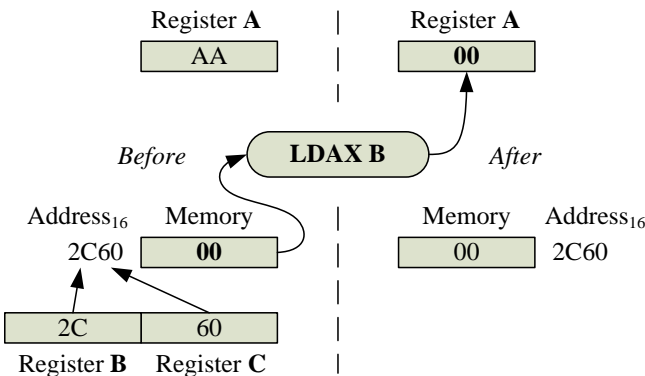 Register A Register A
AA 00
Before LDAX B After
Address₁₆ Memory Memory Address₁₆
2C60 00 00 2C60
2C 60
Register B Register C